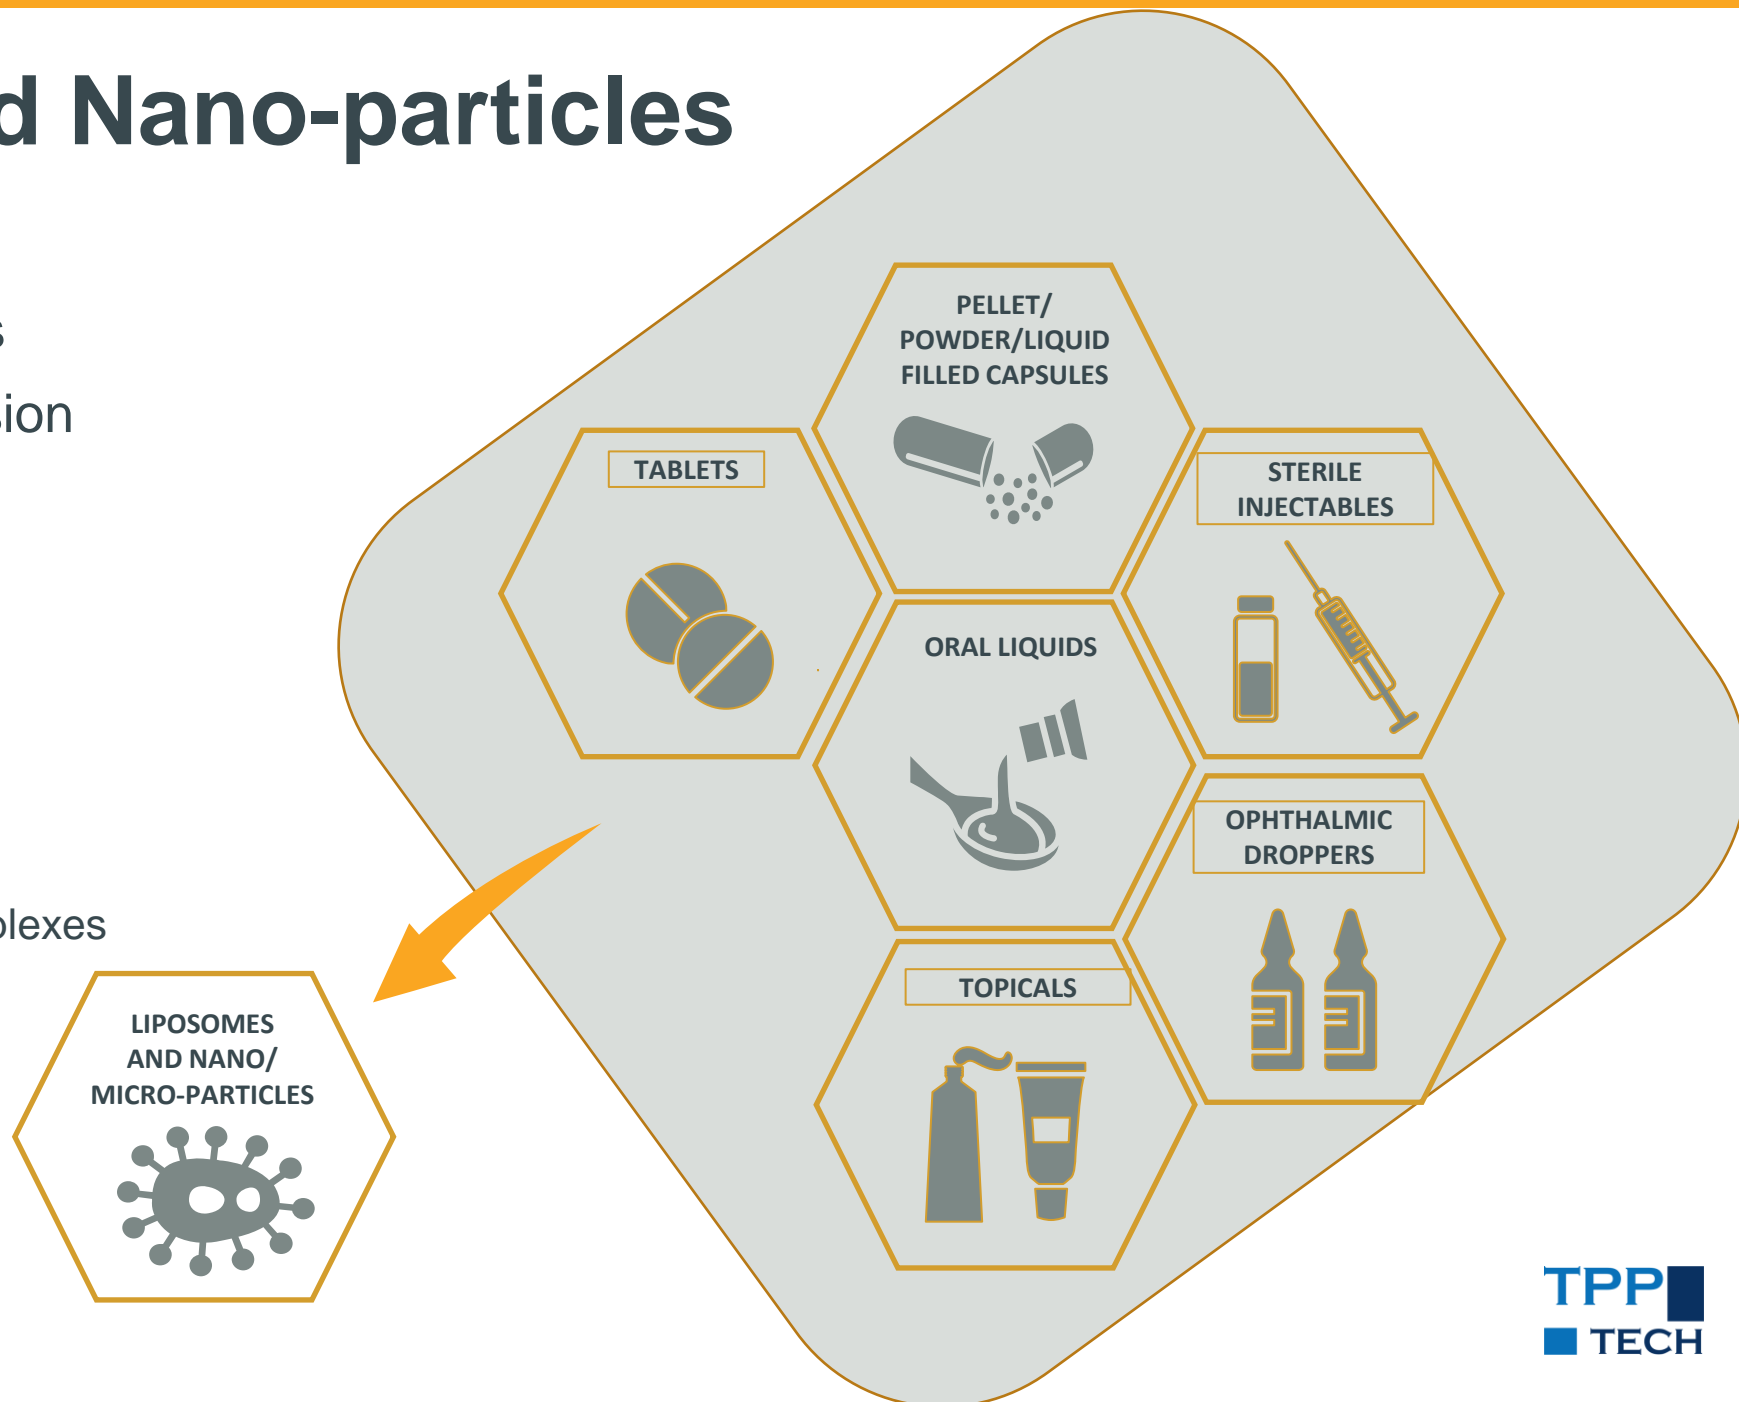 d Nano-particles
s
sion
plexes
PELLET/
POWDER/LIQUID
FILLED CAPSULES
TABLETS
STERILE
INJECTABLES
ORAL LIQUIDS
OPHTHALMIC
DROPPERS
TOPICALS
LIPOSOMES
AND NANO/
MICRO-PARTICLES
TPP
TECH